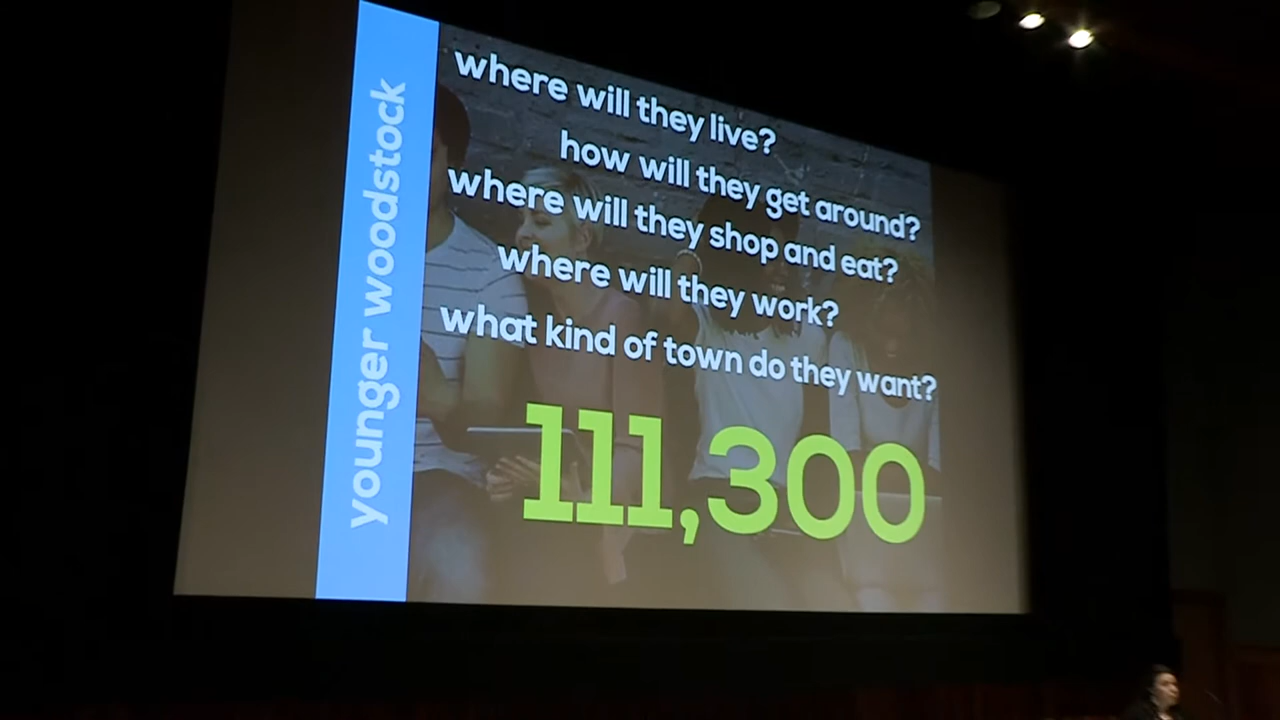 younger woodstock
where will they live?
how will they get around?
where will they shop and eat?
where will they work?
what kind of town do they want?
111,300